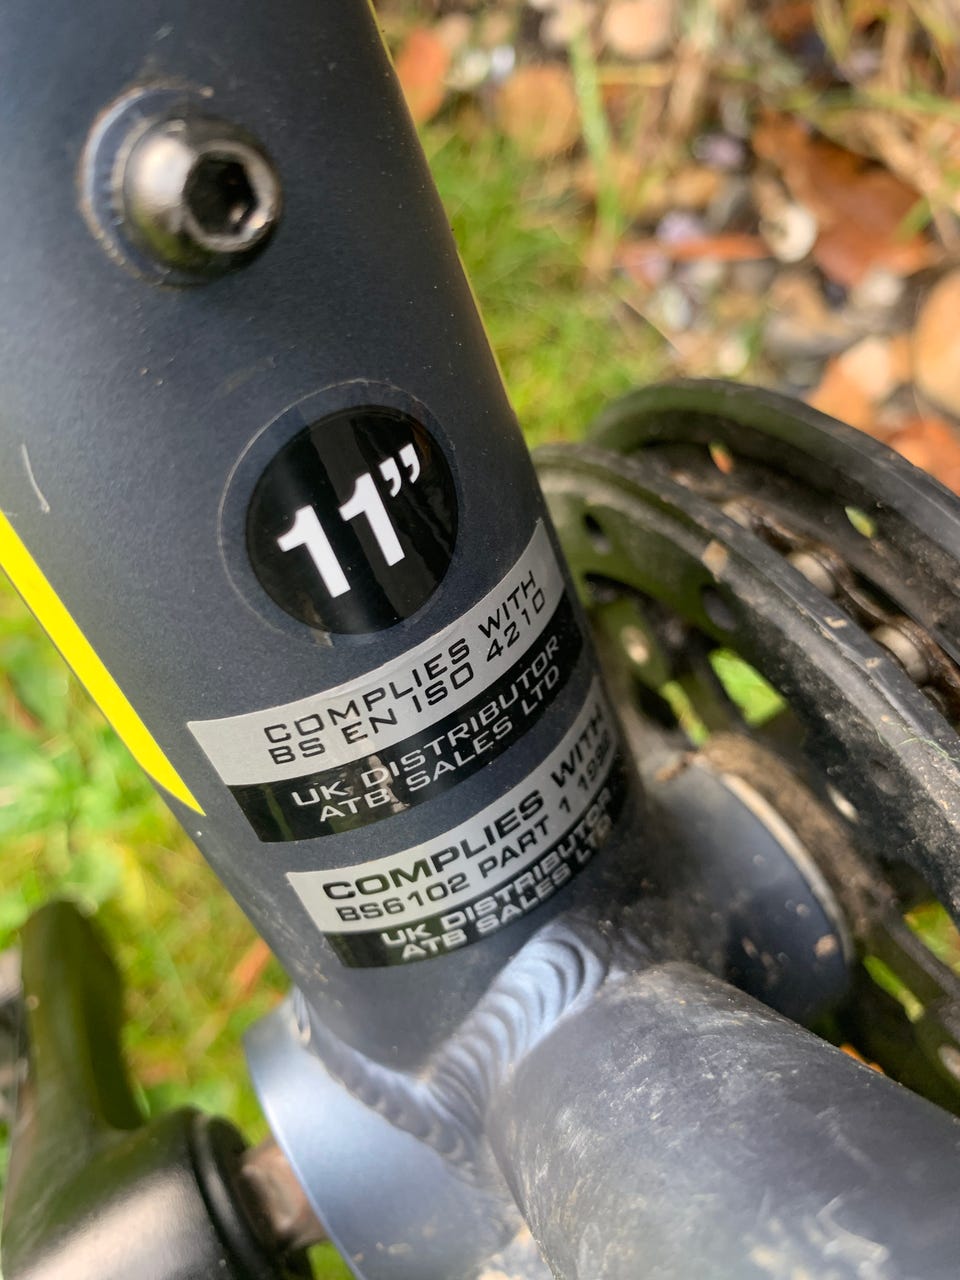 11”
COMPLIES WITH
BS EN ISO 4210
UK DISTRIBUTOR
ATB SALES LTD
COMPLIES WITH
BS6102 PART 1
UK DISTRIBUTOR
ATB SALES LTD